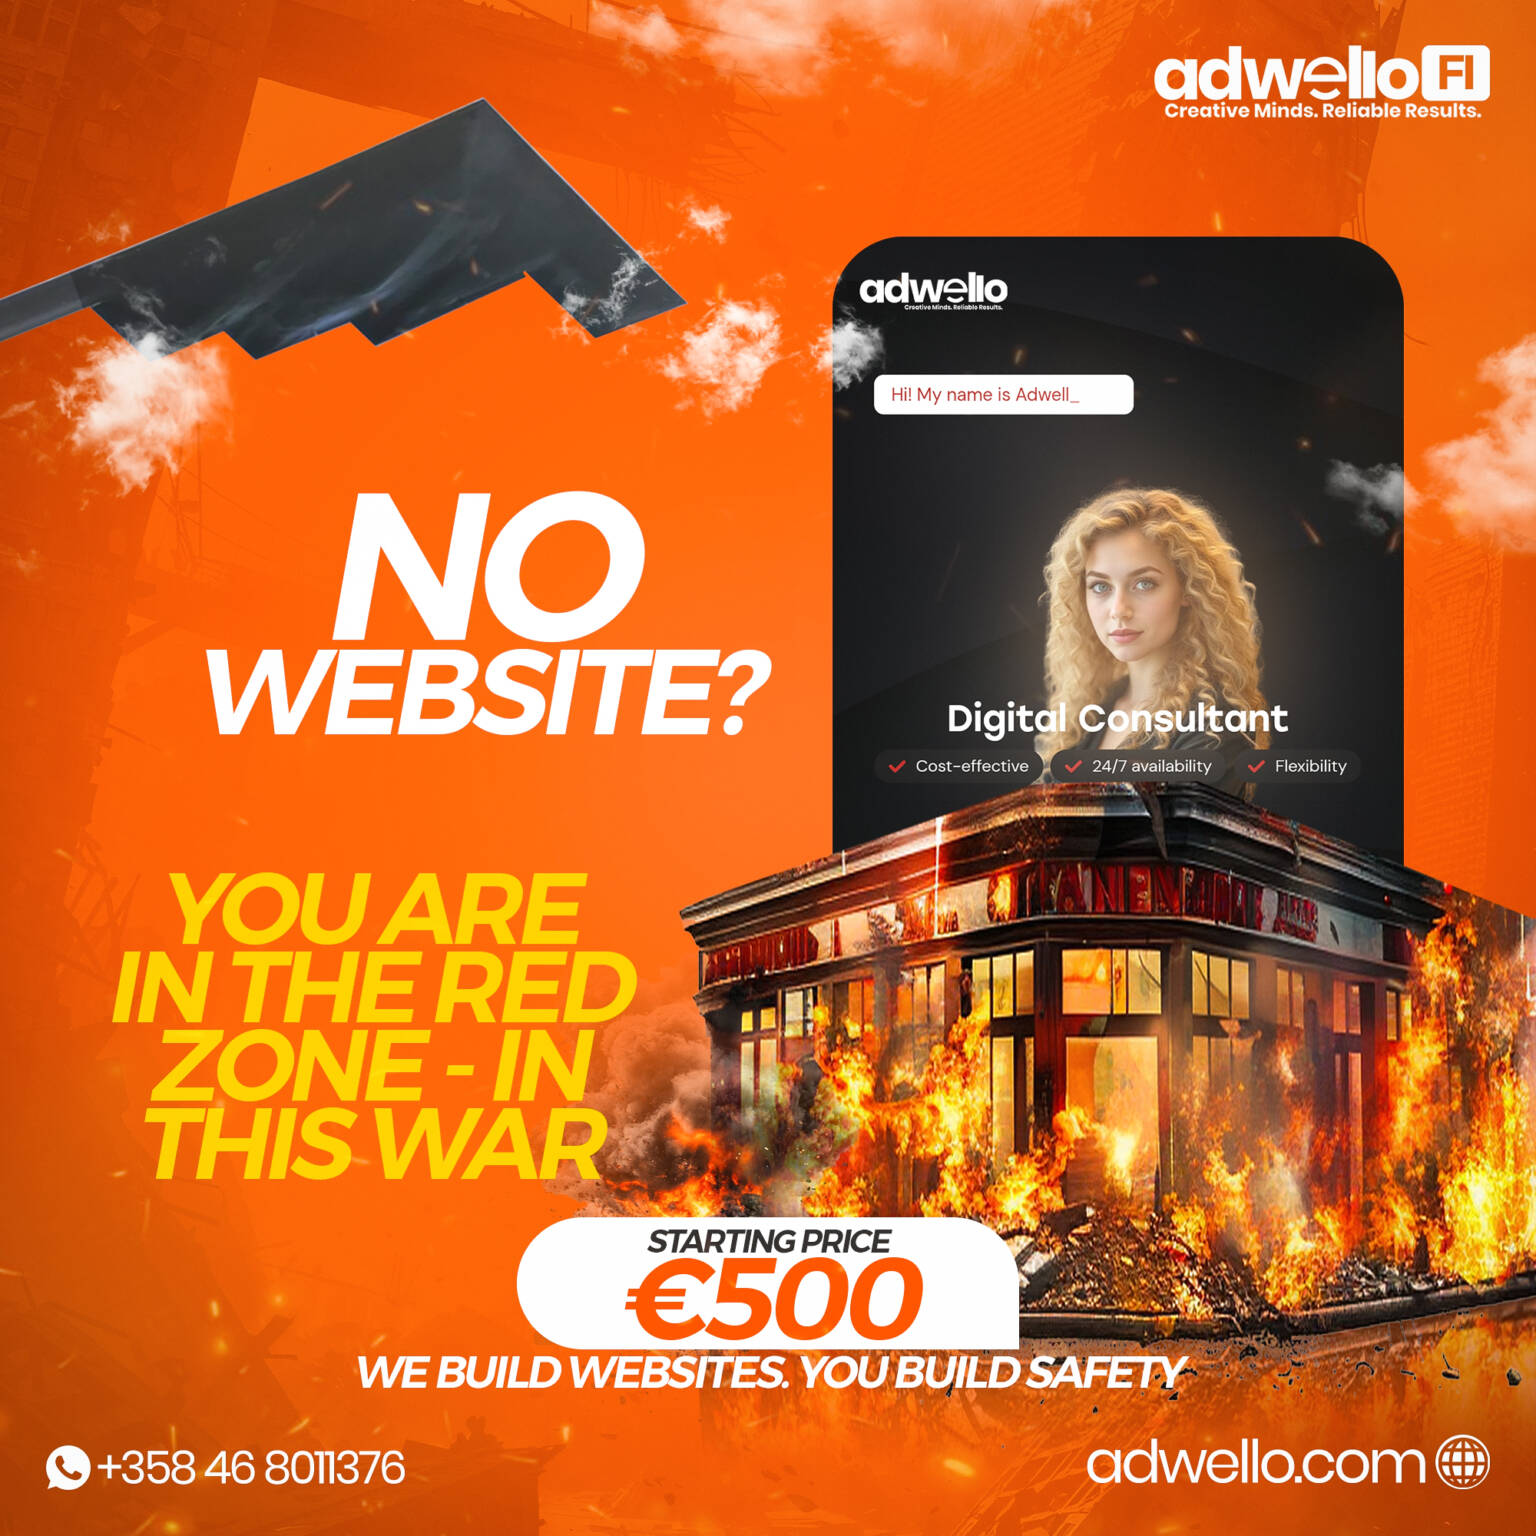 adwello FI
Creative Minds. Reliable Results.
adwello
Creative Minds. Reliable Results.
Hi! My name is Adwell_
NO
WEBSITE?
Digital Consultant
Cost-effective
24/7 availability
Flexibility
YOU ARE
IN THE RED
ZONE - IN
THIS WAR
STARTING PRICE
€500
WE BUILD WEBSITES. YOU BUILD SAFETY
+358 46 8011376
adwello.com